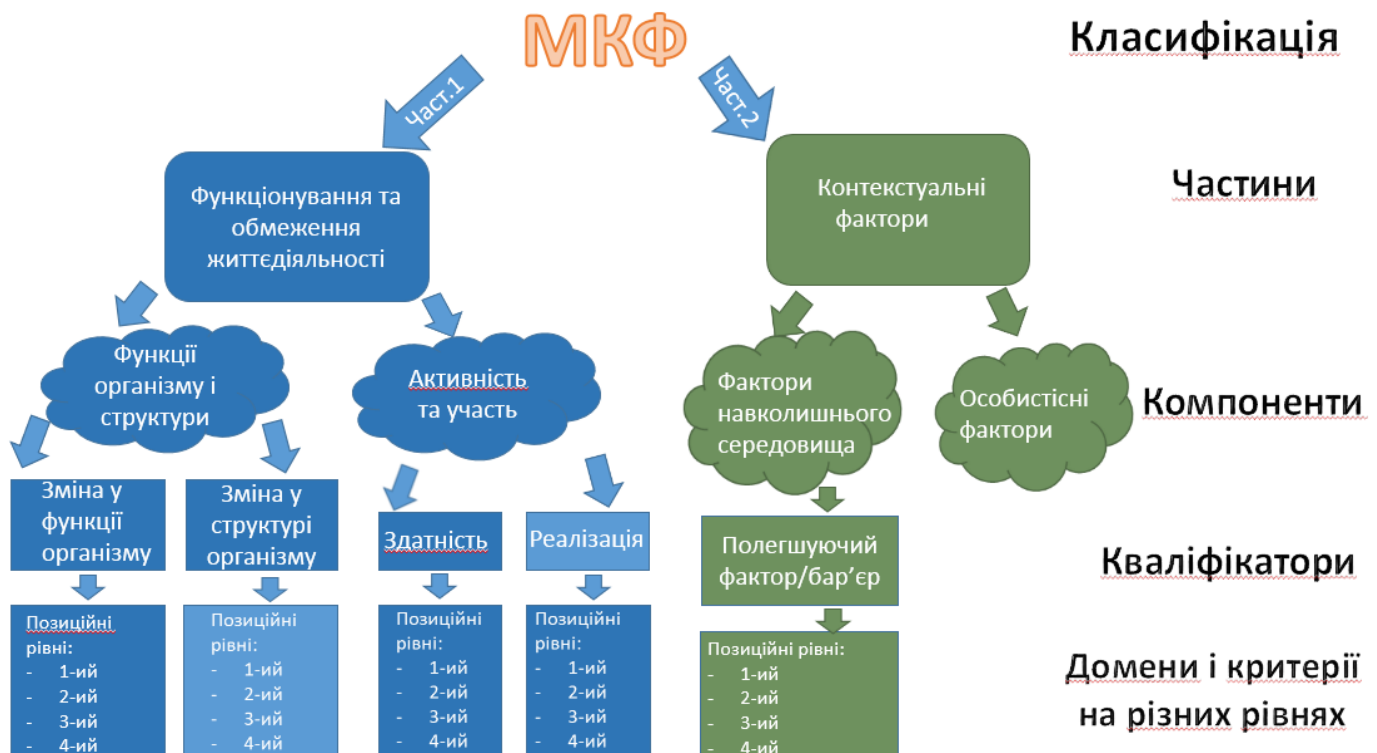 МКФ
Класифікація
Част.1
Част.2
Функціонування та
обмеження
життєдіяльності
Контекстуальні
фактори
Частини
Функції
організму і
структури
Активність
та участь
Фактори
навколишнього
середовища
Особистісні
фактори
Компоненти
Зміна у
функції
організму
Зміна у
структурі
організму
Здатність
Реалізація
Полегшуючий
фактор/бар’єр
Кваліфікатори
Позиційні
рівні:
- 1-ий
- 2-ий
- 3-ий
- 4-ий
Позиційні
рівні:
- 1-ий
- 2-ий
- 3-ий
- 4-ий
Позиційні
рівні:
- 1-ий
- 2-ий
- 3-ий
- 4-ий
Позиційні
рівні:
- 1-ий
- 2-ий
- 3-ий
- 4-ий
Позиційні рівні:
- 1-ий
- 2-ий
- 3-ий
- 4-ий
Домени і критерії
на різних рівнях